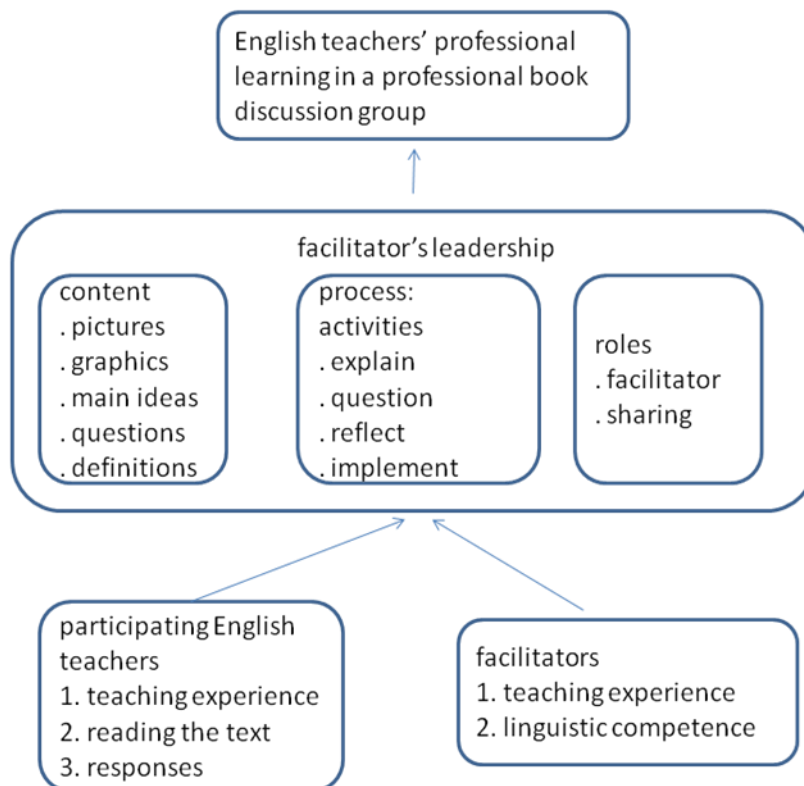 English teachers’ professional
learning in a professional book
discussion group
facilitator’s leadership
content
. pictures
. graphics
. main ideas
. questions
. definitions
process:
activities
. explain
. question
. reflect
. implement
roles
. facilitator
. sharing
participating English
teachers
1. teaching experience
2. reading the text
3. responses
facilitators
1. teaching experience
2. linguistic competence